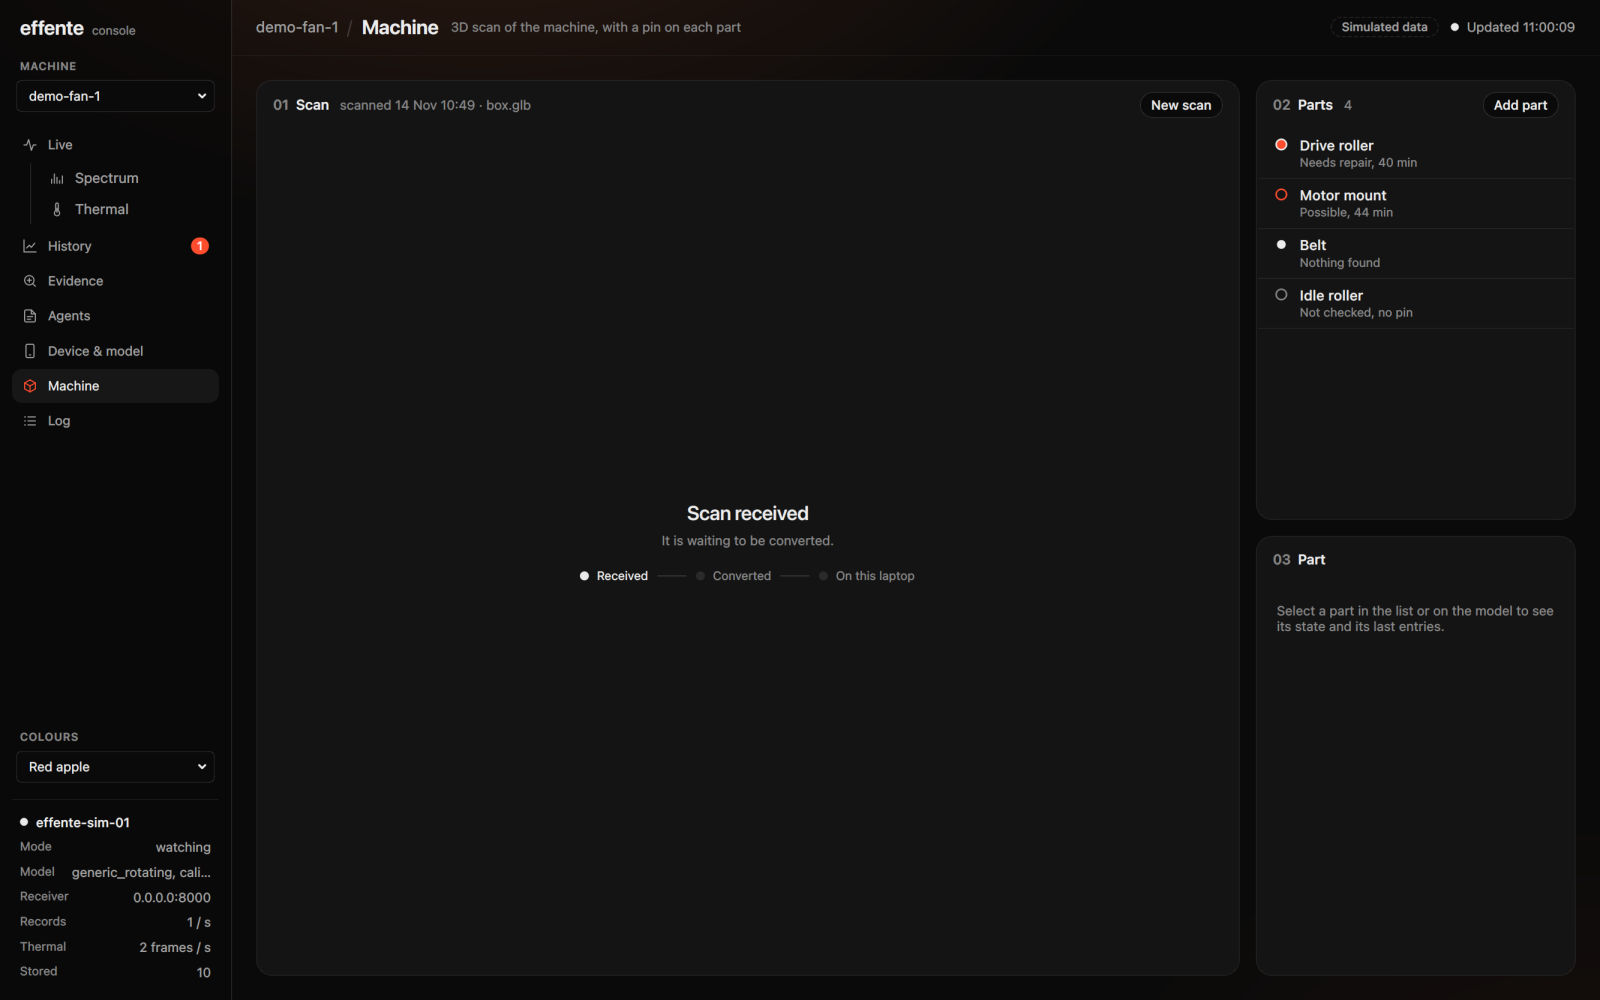 effente console
MACHINE
demo-fan-1
Live
Spectrum
Thermal
History 1
Evidence
Agents
Device & model
Machine
Log
COLOURS
Red apple
effente-sim-01
Mode watching
Model generic_rotating, cali...
Receiver 0.0.0.0:8000
Records 1 / s
Thermal 2 frames / s
Stored 10
demo-fan-1 / Machine 3D scan of the machine, with a pin on each part
Simulated data Updated 11:00:09
01 Scan scanned 14 Nov 10:49 · box.glb New scan
Scan received
It is waiting to be converted.
Received Converted On this laptop
02 Parts 4 Add part
Drive roller
Needs repair, 40 min
Motor mount
Possible, 44 min
Belt
Nothing found
Idle roller
Not checked, no pin
03 Part
Select a part in the list or on the model to see
its state and its last entries.